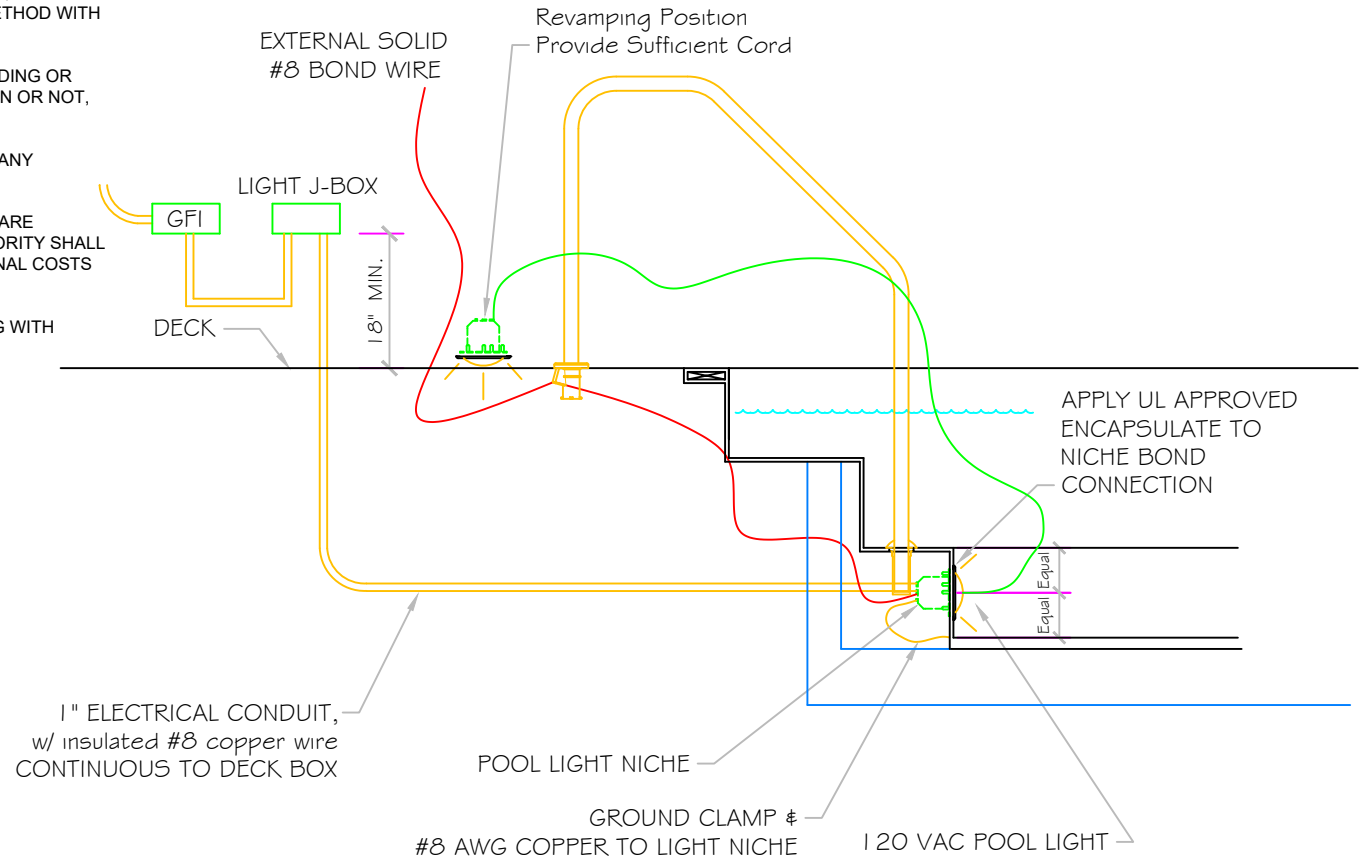 ETHOD WITH
DING OR
N OR NOT,
ANY
ARE
ORITY SHALL
NAL COSTS
G WITH
EXTERNAL SOLID
#8 BOND WIRE
Revamping Position
Provide Sufficient Cord
GFI
LIGHT J-BOX
18" MIN.
DECK
APPLY UL APPROVED
ENCAPSULATE TO
NICHE BOND
CONNECTION
Equal
Equal
1" ELECTRICAL CONDUIT,
w/ insulated #8 copper wire
CONTINUOUS TO DECK BOX
POOL LIGHT NICHE
GROUND CLAMP &
#8 AWG COPPER TO LIGHT NICHE
120 VAC POOL LIGHT